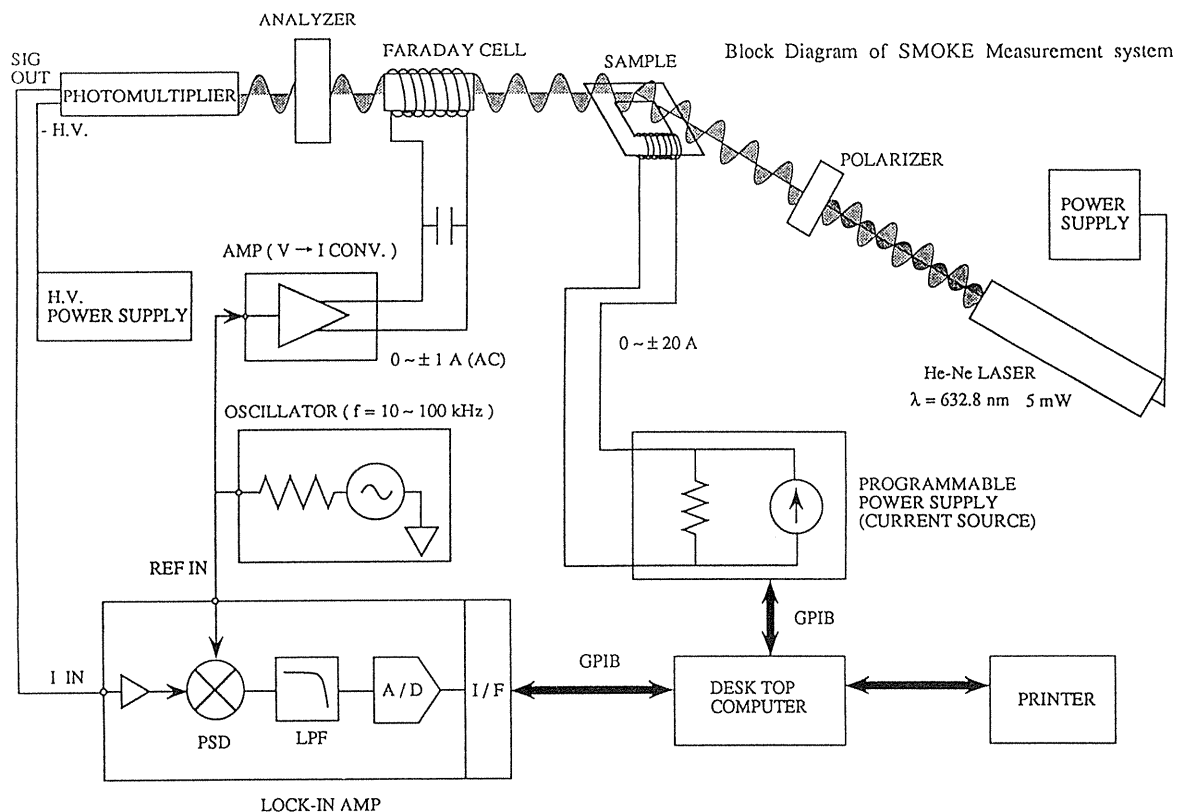 Block Diagram of SMOKE Measurement system
ANALYZER
FARADAY CELL
SAMPLE
SIG
OUT
PHOTOMULTIPLIER
- H.V.
POLARIZER
POWER
SUPPLY
AMP ( V → I CONV. )
H.V.
POWER SUPPLY
0 ~ ± 1 A (AC)
0 ~ ± 20 A
He-Ne LASER
λ = 632.8 nm 5 mW
OSCILLATOR ( f = 10 ~ 100 kHz )
PROGRAMMABLE
POWER SUPPLY
(CURRENT SOURCE)
REF IN
GPIB
I IN
PSD
LPF
A / D
I / F
GPIB
DESK TOP
COMPUTER
PRINTER
LOCK-IN AMP